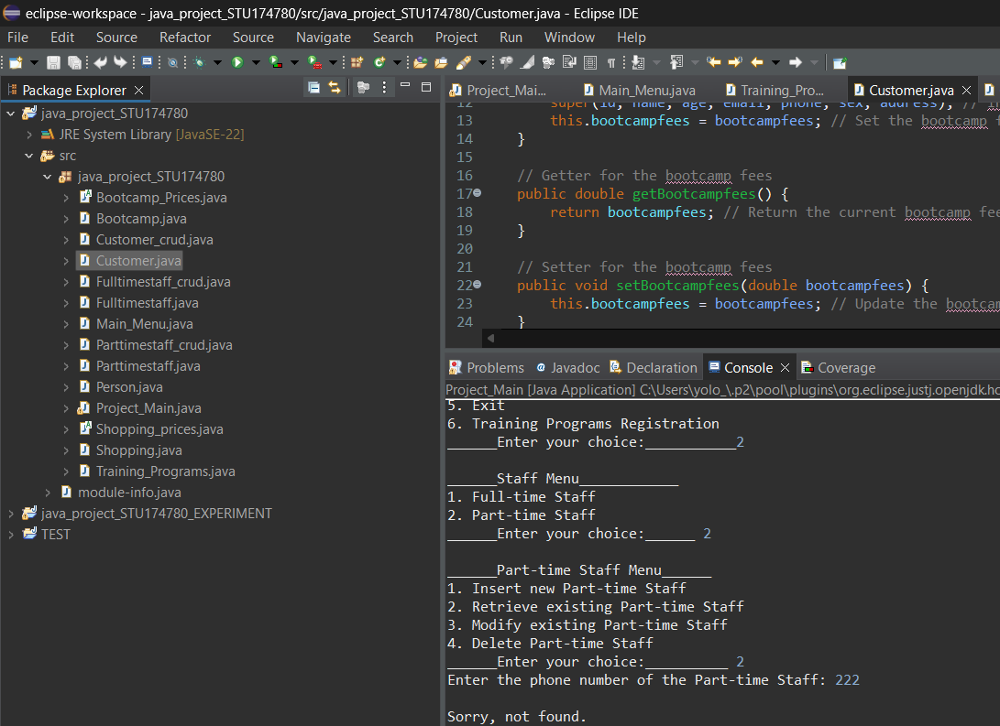 eclipse-workspace - java_project_STU174780/src/java_project_STU174780/Customer.java - Eclipse IDE
File Edit Source Refactor Source Navigate Search Project Run Window Help
Package Explorer
java_project_STU174780
JRE System Library [JavaSE-22]
src
java_project_STU174780
Bootcamp_Prices.java
Bootcamp.java
Customer_crud.java
Customer.java
Fulltimestaff_crud.java
Fulltimestaff.java
Main_Menu.java
Parttimestaff_crud.java
Parttimestaff.java
Person.java
Project_Main.java
Shopping_prices.java
Shopping.java
Training_Programs.java
module-info.java
java_project_STU174780_EXPERIMENT
TEST
Project_Mai... Main_Menu.java Training_Pro... Customer.java
12 super(id, name, age, email, phone, sex, address); //
13 this.bootcampfees = bootcampfees; // Set the bootcamp f
14 }
15
16 // Getter for the bootcamp fees
17 public double getBootcampfees() {
18 return bootcampfees; // Return the current bootcamp fee
19 }
20
21 // Setter for the bootcamp fees
22 public void setBootcampfees(double bootcampfees) {
23 this.bootcampfees = bootcampfees; // Update the bootcam
24 }
Problems Javadoc Declaration Console Coverage
Project_Main [Java Application] C:\Users\yolo_\.p2\pool\plugins\org.eclipse.justj.openjdk.ho
5. Exit
6. Training Programs Registration
______Enter your choice:___________2
______Staff Menu____________
1. Full-time Staff
2. Part-time Staff
______Enter your choice:______ 2
______Part-time Staff Menu______
1. Insert new Part-time Staff
2. Retrieve existing Part-time Staff
3. Modify existing Part-time Staff
4. Delete Part-time Staff
______Enter your choice:__________ 2
Enter the phone number of the Part-time Staff: 222
Sorry, not found.